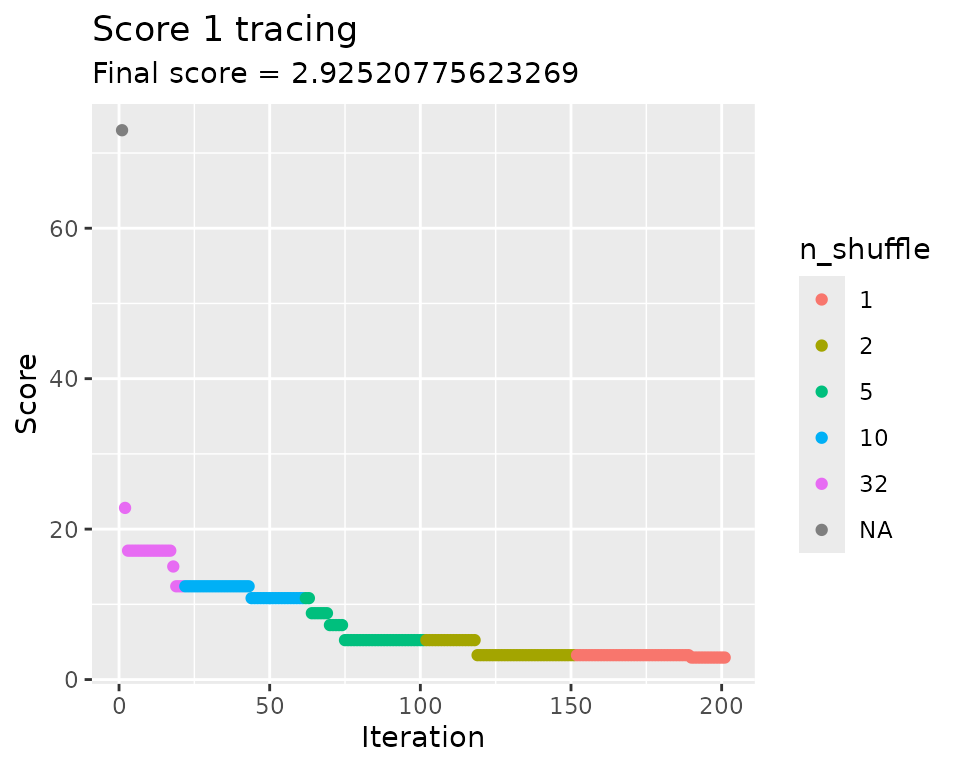 Score 1 tracing
Final score = 2.92520775623269
Score
60
40
20
0
0 50 100 150 200
Iteration
n_shuffle
1
2
5
10
32
NA